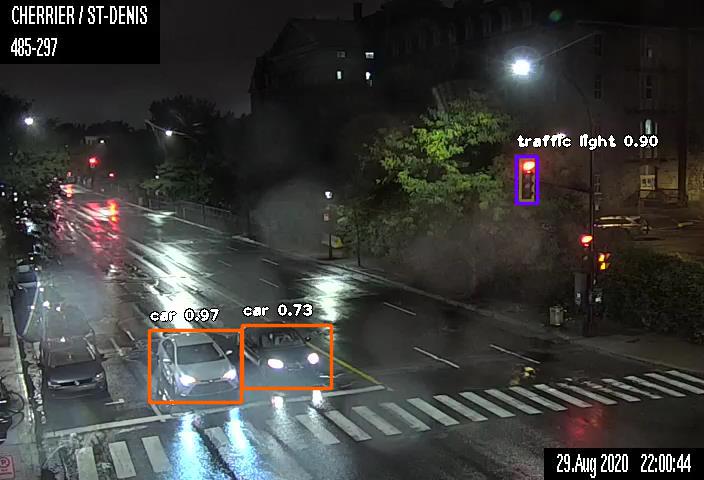 CHERRIER / ST-DENIS
485-297
traffic light 0.90
car 0.97
car 0.73
29.Aug 2020 22:00:44